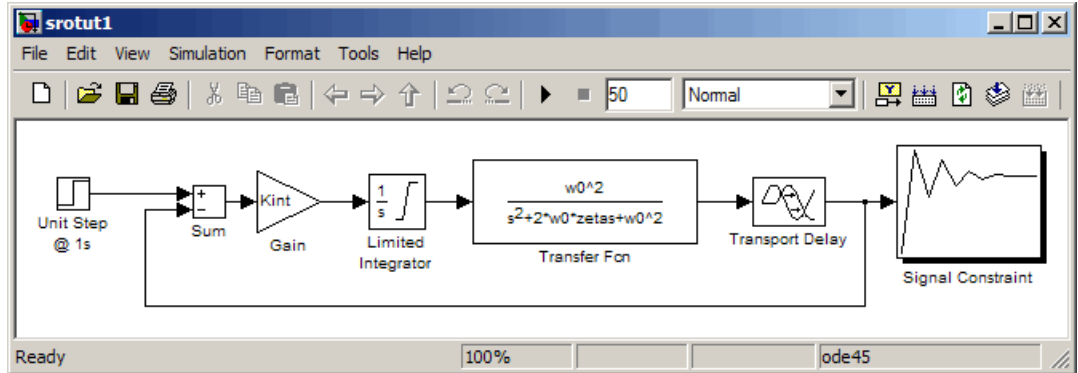 srotut1
File Edit View Simulation Format Tools Help
50 Normal
Unit Step
@ 1s
+
−
Sum
Kint
Gain
1
s
Limited
Integrator
w0^2
s2+2*w0*zetas+w0^2
Transfer Fcn
Transport Delay
Signal Constraint
Ready 100% ode45